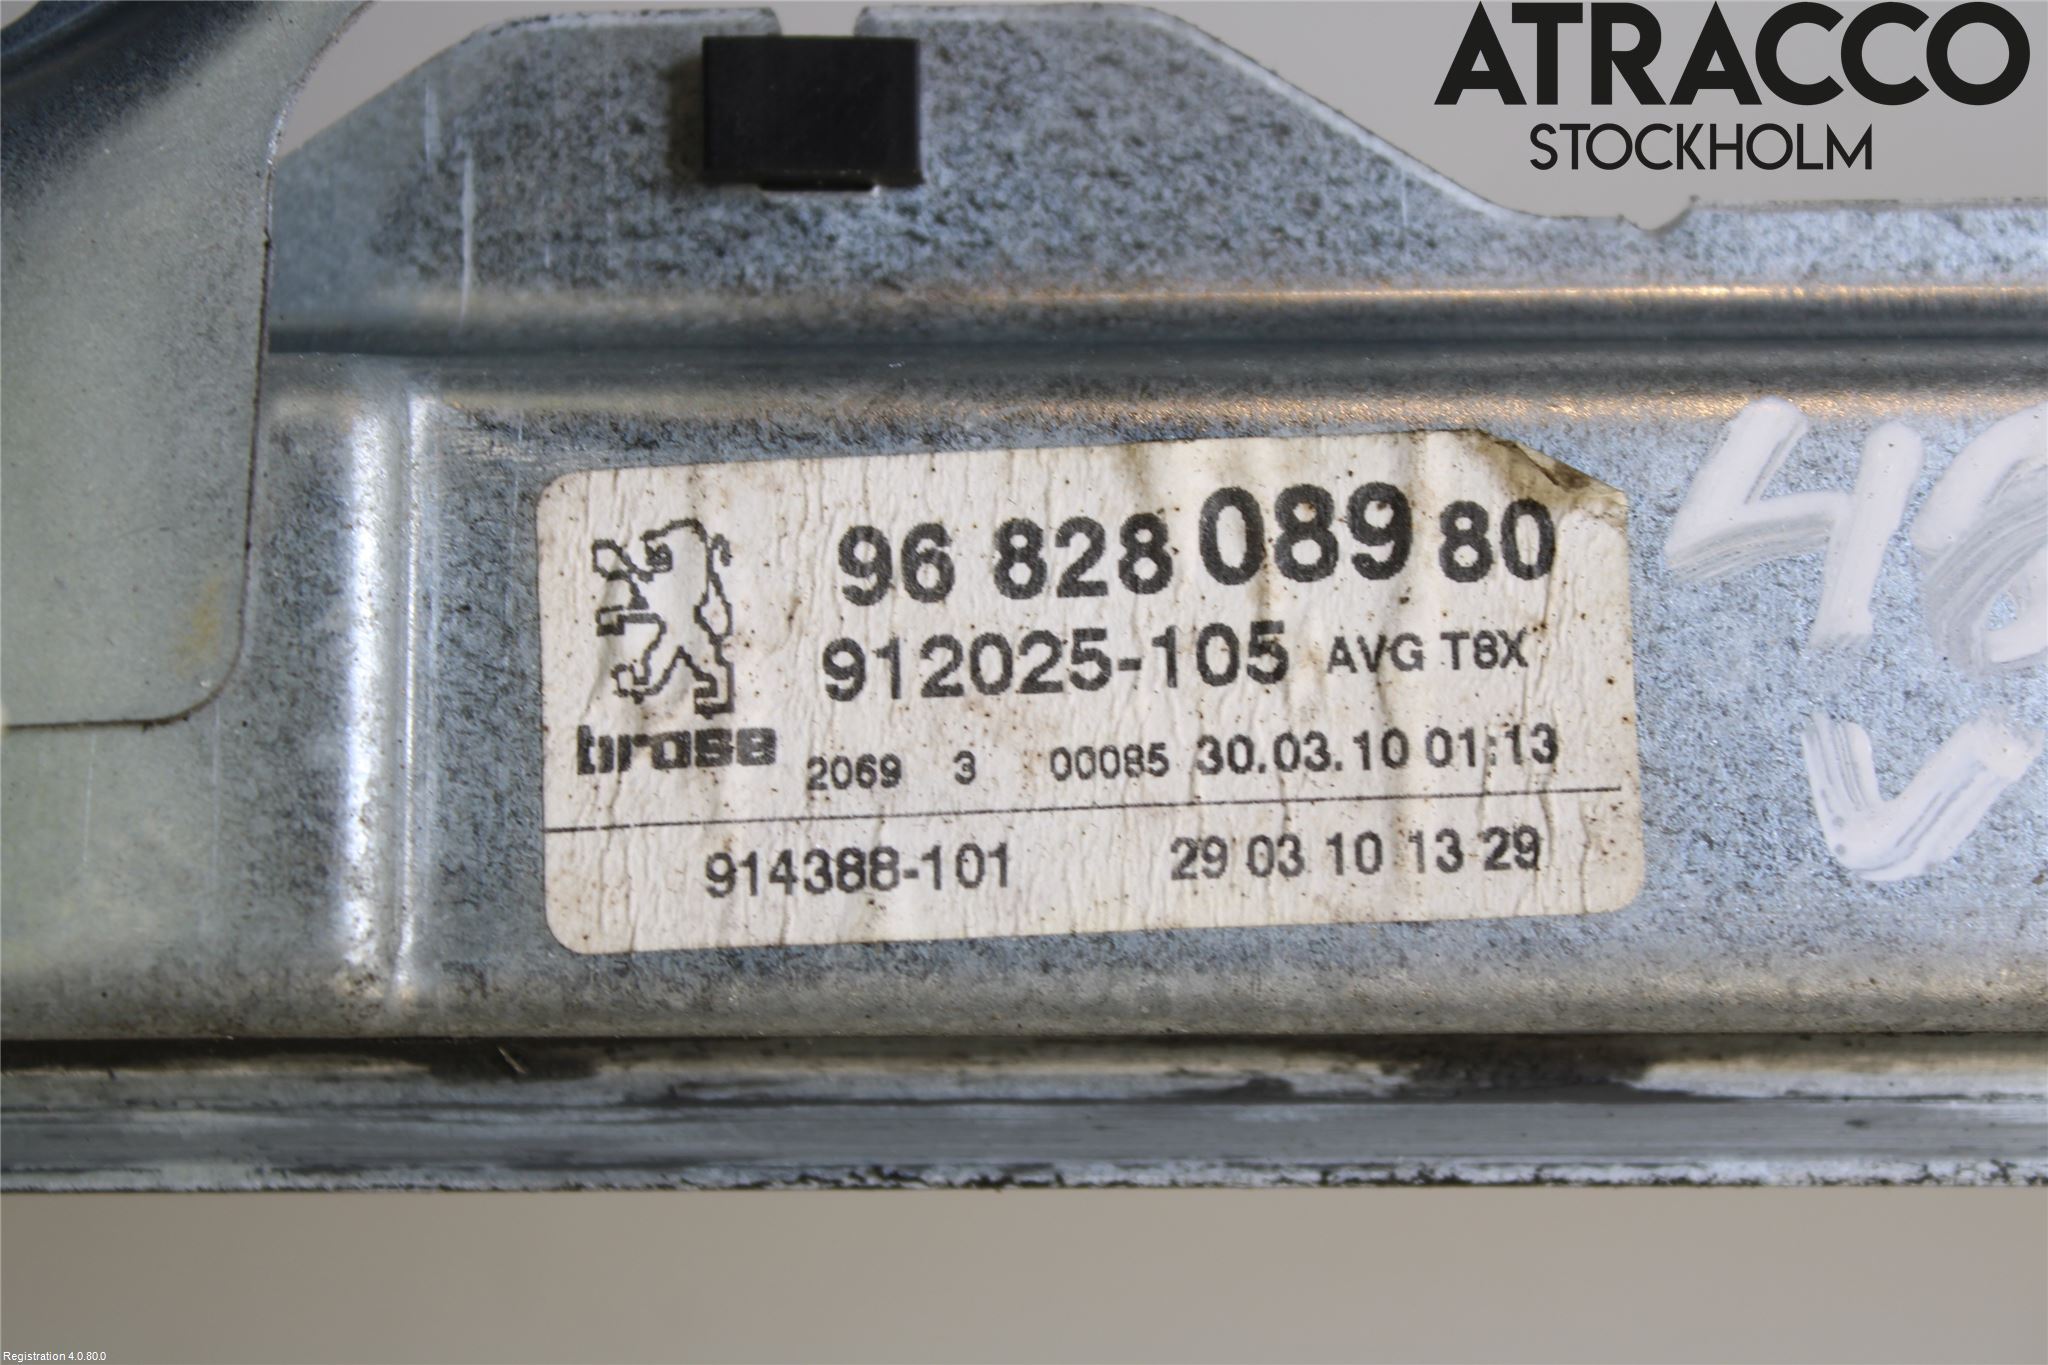 ATRACCO
STOCKHOLM
96 828 089 80
912025-105 AVG T8X
brose 2069 3 00085 30.03.10 01:13
914388-101 29 03 10 13 29
V
Registration 4.0.80.0